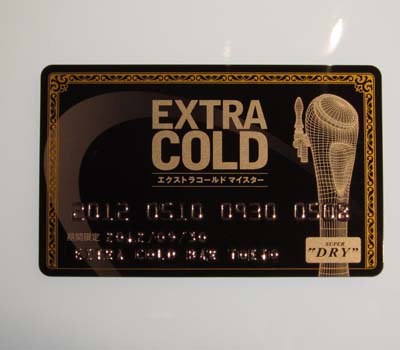 EXTRA
COLD
エクストラコールド マイスター
2012 0510 0930 0508
期間限定 2012/09/30
EXTRA COLD BAR TOKYO
SUPER
"DRY"